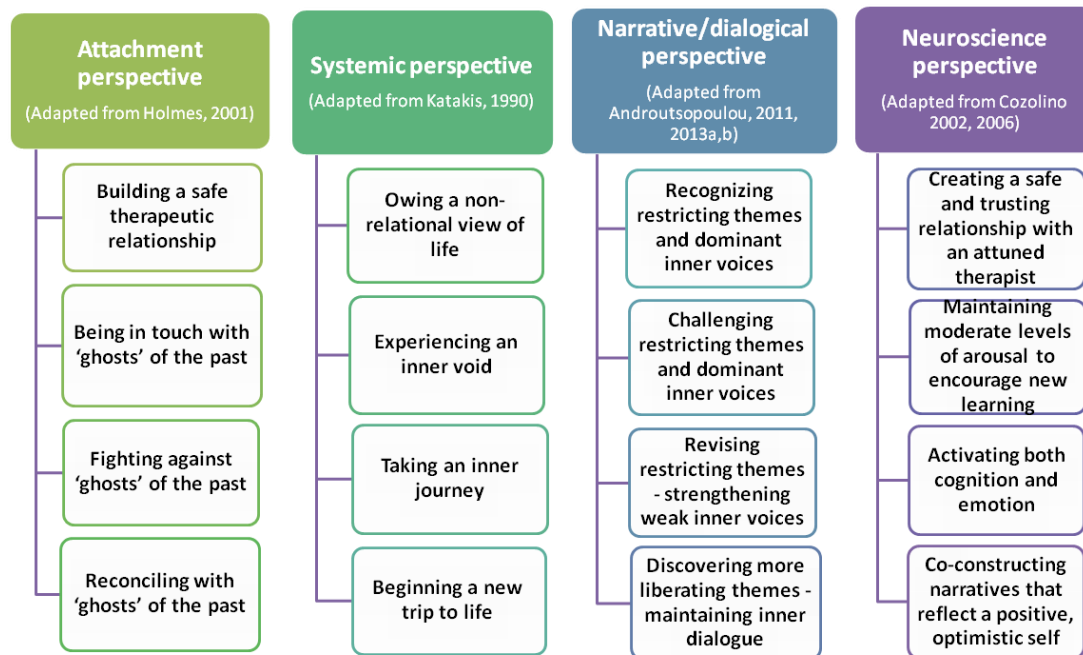 Attachment
perspective
(Adapted from Holmes, 2001)
Building a safe
therapeutic
relationship
Being in touch with
‘ghosts’ of the past
Fighting against
‘ghosts’ of the past
Reconciling with
‘ghosts’ of the past
Systemic perspective
(Adapted from Katakis, 1990)
Owing a non-
relational view of
life
Experiencing an
inner void
Taking an inner
journey
Beginning a new
trip to life
Narrative/dialogical
perspective
(Adapted from
Androutsopoulou, 2011,
2013a,b)
Recognizing
restricting themes
and dominant
inner voices
Challenging
restricting themes
and dominant
inner voices
Revising
restricting themes
- strengthening
weak inner voices
Discovering more
liberating themes -
maintaining inner
dialogue
Neuroscience
perspective
(Adapted from Cozolino
2002, 2006)
Creating a safe
and trusting
relationship with
an attuned
therapist
Maintaining
moderate levels
of arousal to
encourage new
learning
Activating both
cognition and
emotion
Co-constructing
narratives that
reflect a positive,
optimistic self